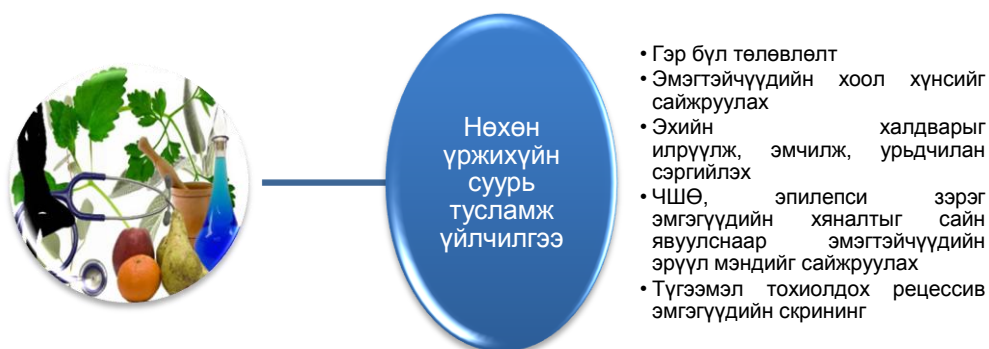 Нөхөн
үржихүйн
суурь
тусламж
үйлчилгээ
• Гэр бүл төлөвлөлт
• Эмэгтэйчүүдийн хоол хүнсийг
сайжруулах
• Эхийн халдварыг
илрүүлж, эмчилж, урьдчилан
сэргийлэх
• ЧШӨ, эпилепси зэрэг
эмгэгүүдийн хяналтыг сайн
явуулснаар эмэгтэйчүүдийн
эрүүл мэндийг сайжруулах
• Түгээмэл тохиолдох рецессив
эмгэгүүдийн скрининг